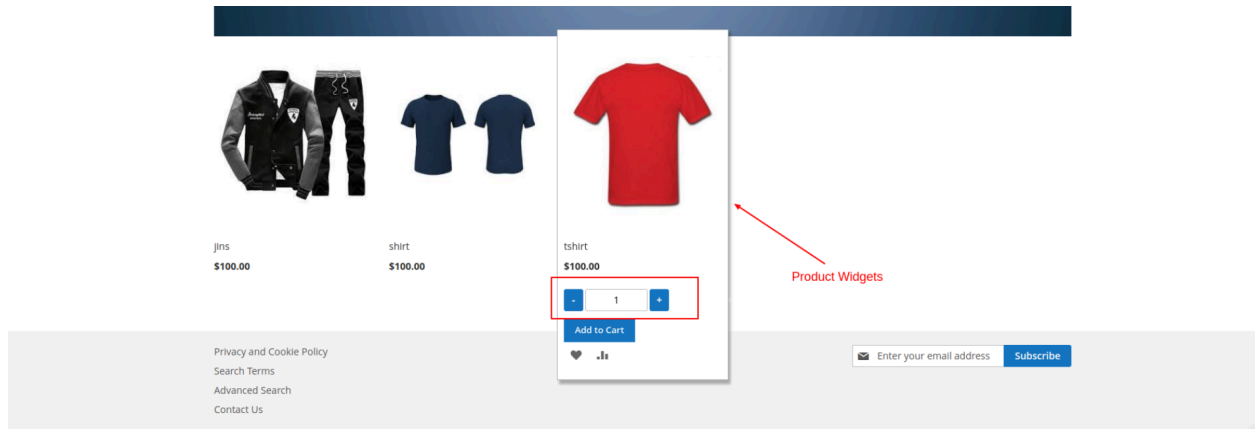 jins
$100.00
shirt
$100.00
tshirt
$100.00
- 1 +
Add to Cart
Product Widgets
Privacy and Cookie Policy
Search Terms
Advanced Search
Contact Us
Enter your email address
Subscribe